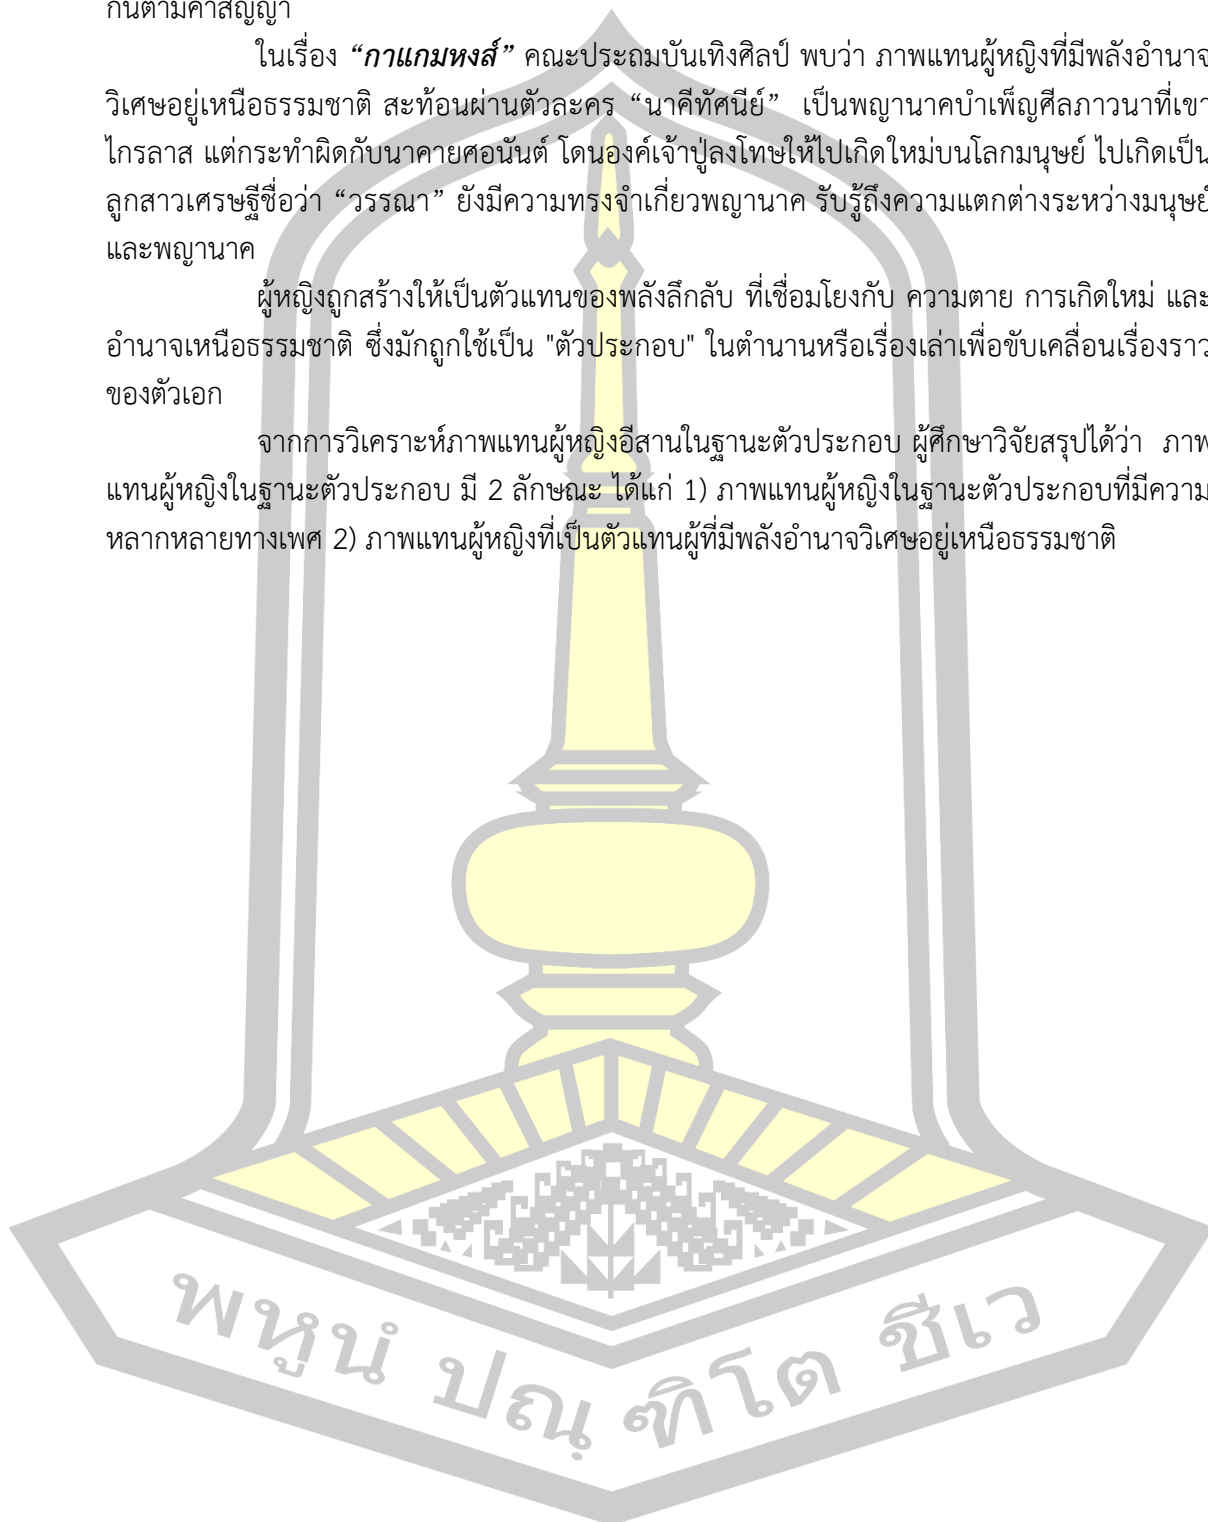 กันตามคำสัญญา
ในเรื่อง “กาแกมหงส์” คณะประถมบันเทิงศิลป์ พบว่า ภาพแทนผู้หญิงที่มีพลังอำนาจ
วิเศษอยู่เหนือธรรมชาติ สะท้อนผ่านตัวละคร “นาคีทัศนีย์” เป็นพญานาคบำเพ็ญศีลภาวนาที่เขา
ไกรลาส แต่กระทำผิดกับนาคายศอนันต์ โดนองค์เจ้าปู่ลงโทษให้ไปเกิดใหม่บนโลกมนุษย์ ไปเกิดเป็น
ลูกสาวเศรษฐีชื่อว่า “วรรณา” ยังมีความทรงจำเกี่ยวพญานาค รับรู้ถึงความแตกต่างระหว่างมนุษย์
และพญานาค
ผู้หญิงถูกสร้างให้เป็นตัวแทนของพลังลึกลับ ที่เชื่อมโยงกับ ความตาย การเกิดใหม่ และ
อำนาจเหนือธรรมชาติ ซึ่งมักถูกใช้เป็น "ตัวประกอบ" ในตำนานหรือเรื่องเล่าเพื่อขับเคลื่อนเรื่องราว
ของตัวเอก
จากการวิเคราะห์ภาพแทนผู้หญิงอีสานในฐานะตัวประกอบ ผู้ศึกษาวิจัยสรุปได้ว่า ภาพ
แทนผู้หญิงในฐานะตัวประกอบ มี 2 ลักษณะ ได้แก่ 1) ภาพแทนผู้หญิงในฐานะตัวประกอบที่มีความ
หลากหลายทางเพศ 2) ภาพแทนผู้หญิงที่เป็นตัวแทนผู้ที่มีพลังอำนาจวิเศษอยู่เหนือธรรมชาติ
พหูนํ ปณฺฑิโต ชีเว